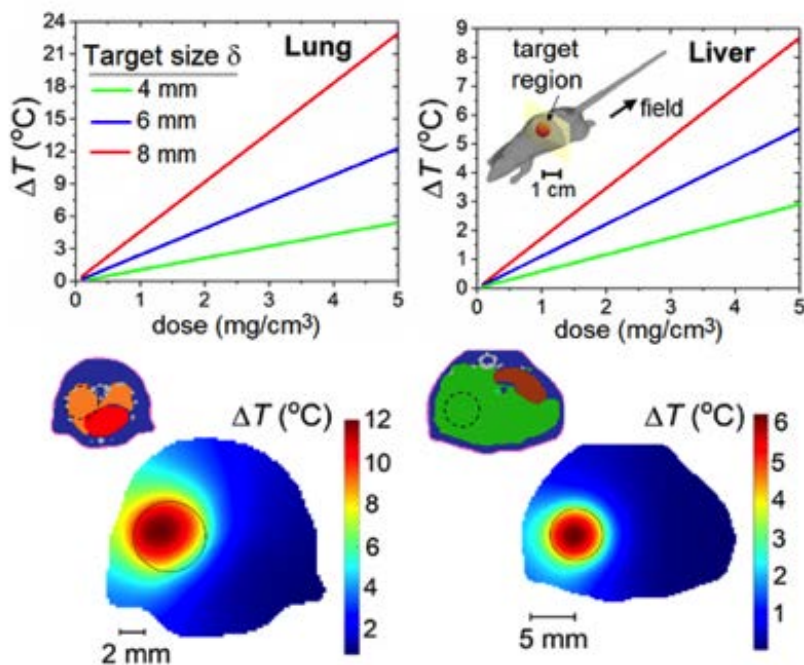 24
21
18
15
12
9
6
3
0
ΔT (°C)
Target size δ
4 mm
6 mm
8 mm
Lung
0 1 2 3 4 5
dose (mg/cm³)
9
8
7
6
5
4
3
2
1
0
ΔT (°C)
target
region
Liver
field
1 cm
0 1 2 3 4 5
dose (mg/cm³)
ΔT (°C)
12
10
8
6
4
2
2 mm
ΔT (°C)
6
5
4
3
2
1
5 mm